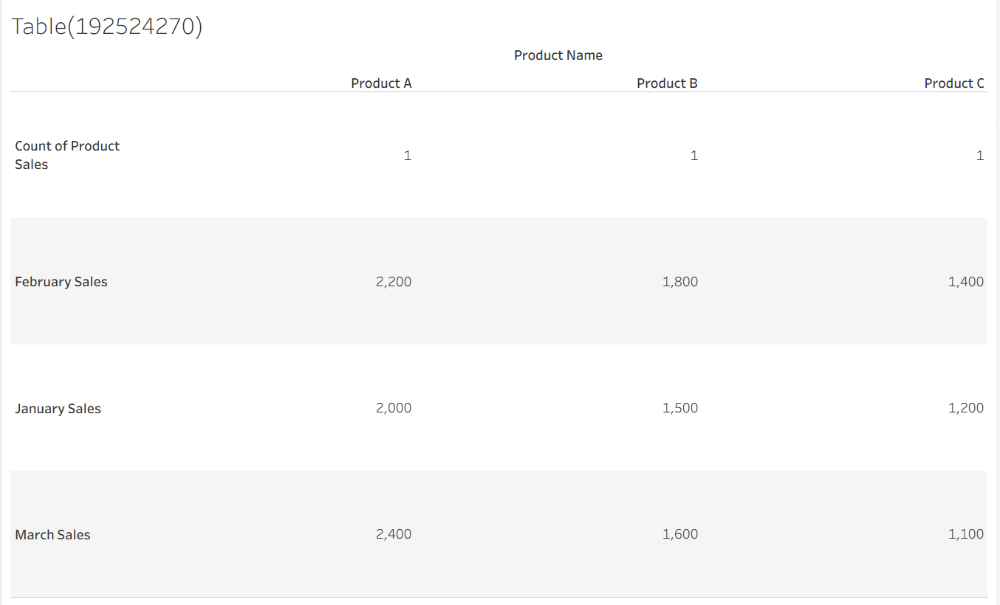 Table(192524270)
Product Name
Product A Product B Product C
Count of Product
Sales
1 1 1
February Sales 2,200 1,800 1,400
January Sales 2,000 1,500 1,200
March Sales 2,400 1,600 1,100